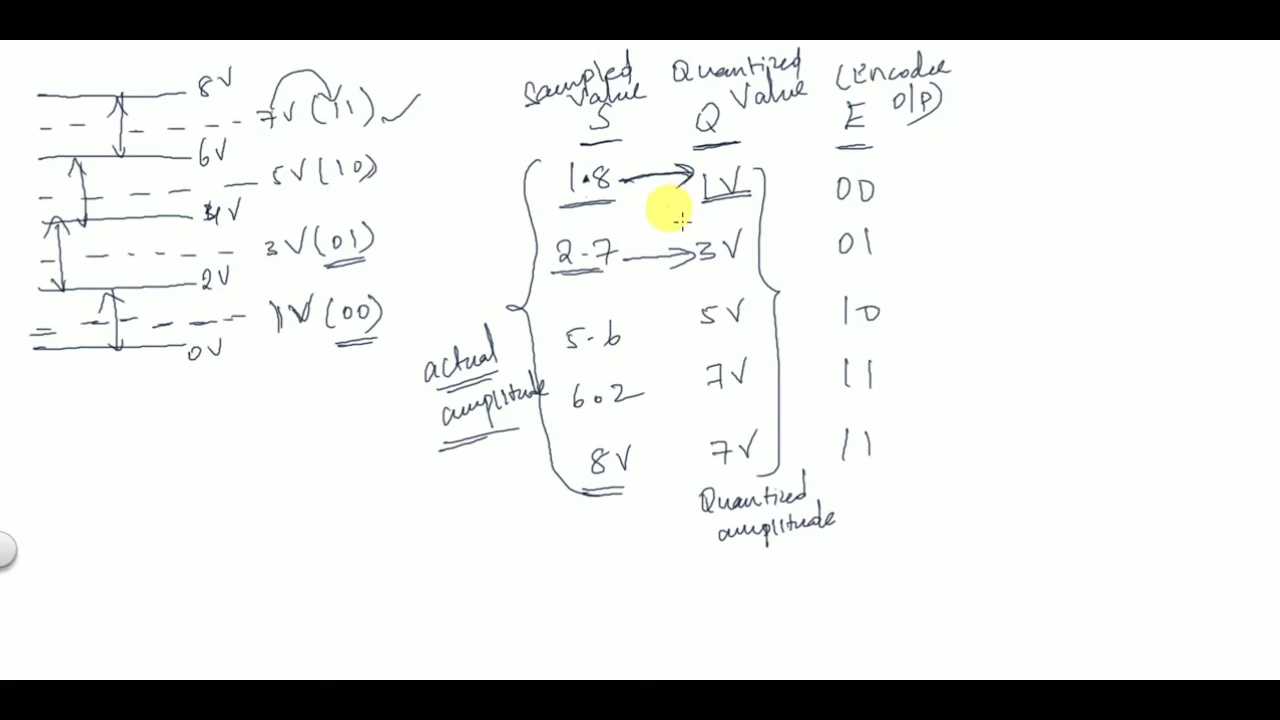 8V
7V (11) ✓
6V
5V (10)
4V
3V (01)
2V
1V (00)
0V
Sampled Value
S
Quantized Value
Q
(Encoder O/P)
E
1.8 → 1V 00
2.7 → 3V 01
5.6 5V 10
6.2 7V 11
8V 7V 11
actual
amplitude
Quantized
amplitude